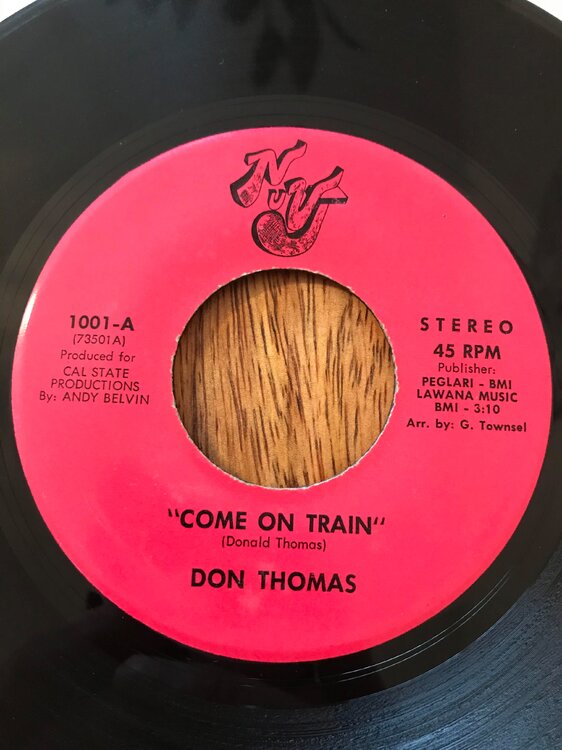 NUVJ
1001-A
(73501A)
Produced for
CAL STATE
PRODUCTIONS
By: ANDY BELVIN
STEREO
45 RPM
Publisher:
PEGLARI - BMI
LAWANA MUSIC
BMI - 3:10
Arr. by: G. Townsel
"COME ON TRAIN"
(Donald Thomas)
DON THOMAS